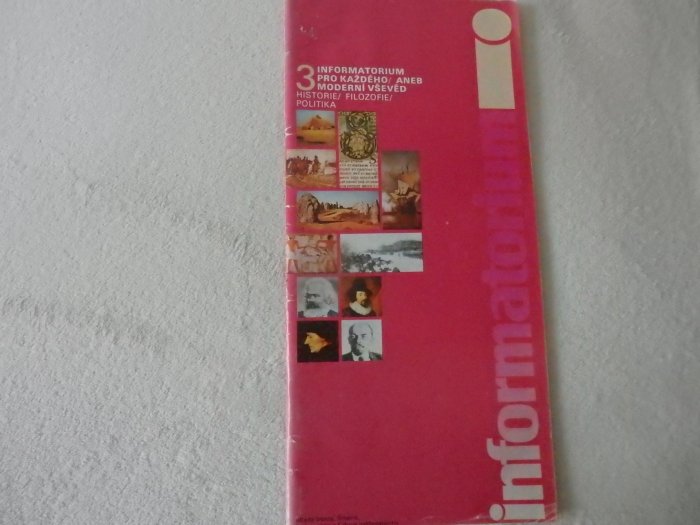 3
INFORMATORIUM
PRO KAŽDÉHO/ ANEB
MODERNÍ VŠEVĚD
HISTORIE/ FILOZOFIE/
POLITIKA
informatorium
i